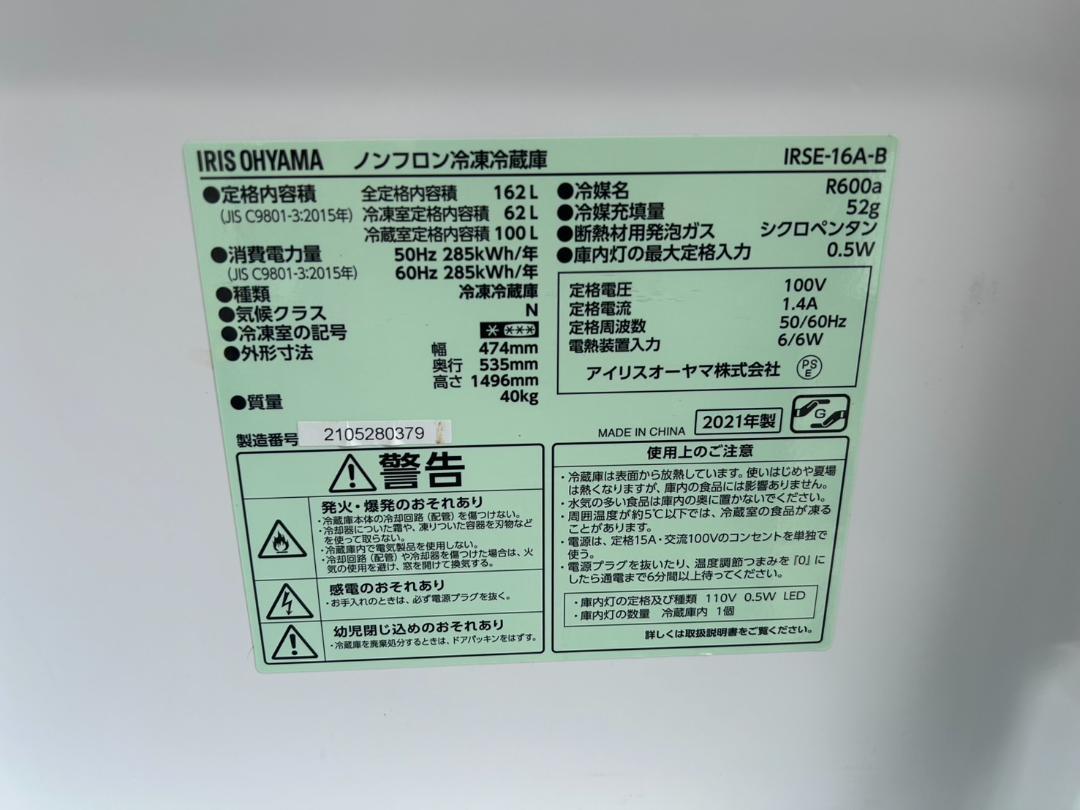 IRIS OHYAMA ノンフロン冷凍冷蔵庫 IRSE-16A-B
●定格内容積 全定格内容積 162L
(JIS C9801-3:2015年) 冷凍室定格内容積 62L
冷蔵室定格内容積 100L
●消費電力量 50Hz 285kWh/年
(JIS C9801-3:2015年) 60Hz 285kWh/年
●種類 冷凍冷蔵庫
●気候クラス N
●冷凍室の記号 * ***
●外形寸法 幅 474mm
奥行 535mm
高さ 1496mm
●質量 40kg
製造番号 2105280379
●冷媒名 R600a
●冷媒充填量 52g
●断熱材用発泡ガス シクロペンタン
●庫内灯の最大定格入力 0.5W
定格電圧 100V
定格電流 1.4A
定格周波数 50/60Hz
電熱装置入力 6/6W
アイリスオーヤマ株式会社 PSE
MADE IN CHINA 2021年製 G
警告
発火・爆発のおそれあり
・冷蔵庫本体の冷却回路(配管)を傷つけない。
・冷却器についた霜や、凍りついた容器を刃物など
を使って取らない。
・冷蔵庫内で電気製品を使用しない。
・冷却回路(配管)や冷却器を傷つけた場合は、火
気の使用を避け、窓を開けて換気する。
感電のおそれあり
・お手入れのときは、必ず電源プラグを抜く。
幼児閉じ込めのおそれあり
・冷蔵庫を廃棄処分するときは、ドアパッキンをはずす。
使用上のご注意
・冷蔵庫は表面から放熱しています。使いはじめや夏場
は熱くなりますが、庫内の食品には影響ありません。
・水気の多い食品は庫内の奥に置かないでください。
・周囲温度が約5℃以下では、冷蔵室の食品が凍る
ことがあります。
・電源は、定格15A・交流100Vのコンセントを単独で
使う。
・電源プラグを抜いたり、温度調節つまみを『0』に
したら通電まで6分間以上待ってください。
・庫内灯の定格及び種類 110V 0.5W LED
・庫内灯の数量 冷蔵庫内 1個
詳しくは取扱説明書をご覧ください。